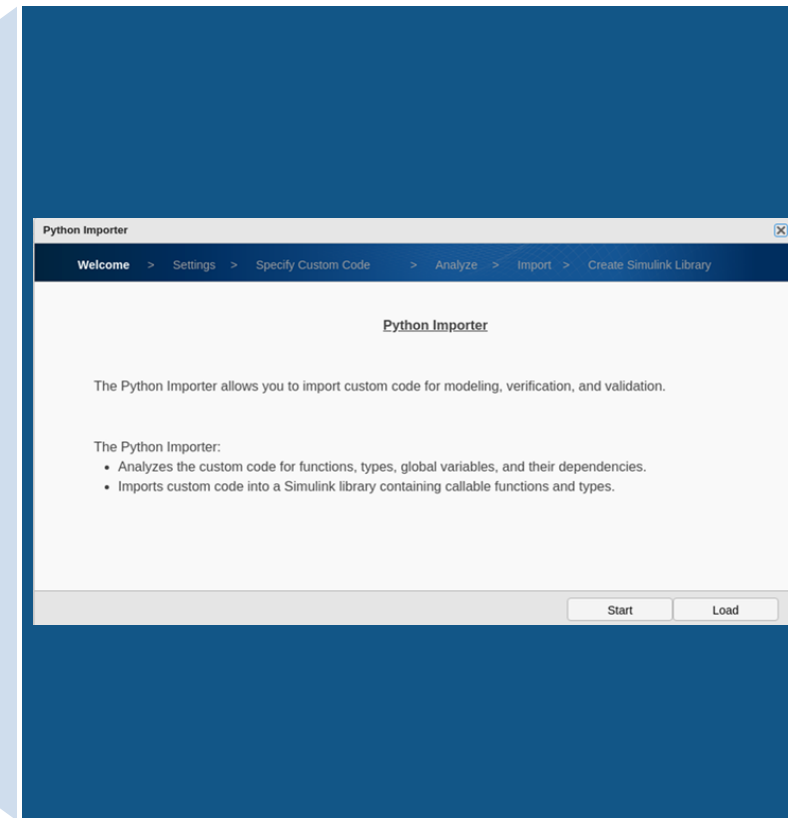 Python Importer
Welcome > Settings > Specify Custom Code > Analyze > Import > Create Simulink Library
Python Importer
The Python Importer allows you to import custom code for modeling, verification, and validation.
The Python Importer:
• Analyzes the custom code for functions, types, global variables, and their dependencies.
• Imports custom code into a Simulink library containing callable functions and types.
Start Load